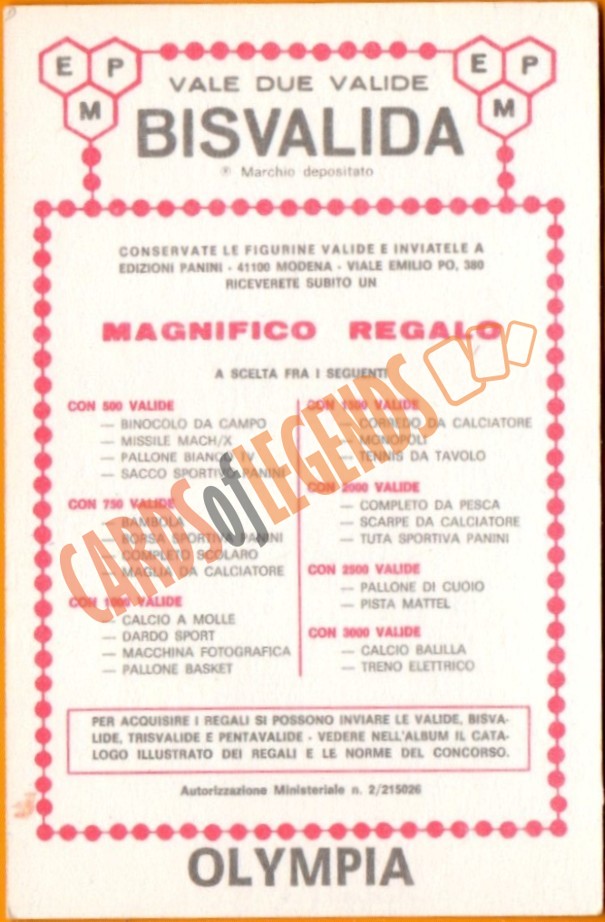 E P
M
E P
M
VALE DUE VALIDE
BISVALIDA
® Marchio depositato
CONSERVATE LE FIGURINE VALIDE E INVIATELE A
EDIZIONI PANINI - 41100 MODENA - VIALE EMILIO PO, 380
RICEVERETE SUBITO UN
MAGNIFICO REGALO
A SCELTA FRA I SEGUENTI
CON 500 VALIDE
— BINOCOLO DA CAMPO
— MISSILE MACH/X
— PALLONE BIANCO TV
— SACCO SPORTIVO PANINI
CON 750 VALIDE
— BAMBOLA
— BORSA SPORTIVA PANINI
— COMPLETO SCOLARO
— MAGLIA DA CALCIATORE
CON 1000 VALIDE
— CALCIO A MOLLE
— DARDO SPORT
— MACCHINA FOTOGRAFICA
— PALLONE BASKET
CON 1500 VALIDE
— CORREDO DA CALCIATORE
— MONOPOLI
— TENNIS DA TAVOLO
CON 2000 VALIDE
— COMPLETO DA PESCA
— SCARPE DA CALCIATORE
— TUTA SPORTIVA PANINI
CON 2500 VALIDE
— PALLONE DI CUOIO
— PISTA MATTEL
CON 3000 VALIDE
— CALCIO BALILLA
— TRENO ELETTRICO
PER ACQUISIRE I REGALI SI POSSONO INVIARE LE VALIDE, BISVA-
LIDE, TRISVALIDE E PENTAVALIDE - VEDERE NELL'ALBUM IL CATA-
LOGO ILLUSTRATO DEI REGALI E LE NORME DEL CONCORSO.
Autorizzazione Ministeriale n. 2/215026
OLYMPIA
CARDS of LEGENDS